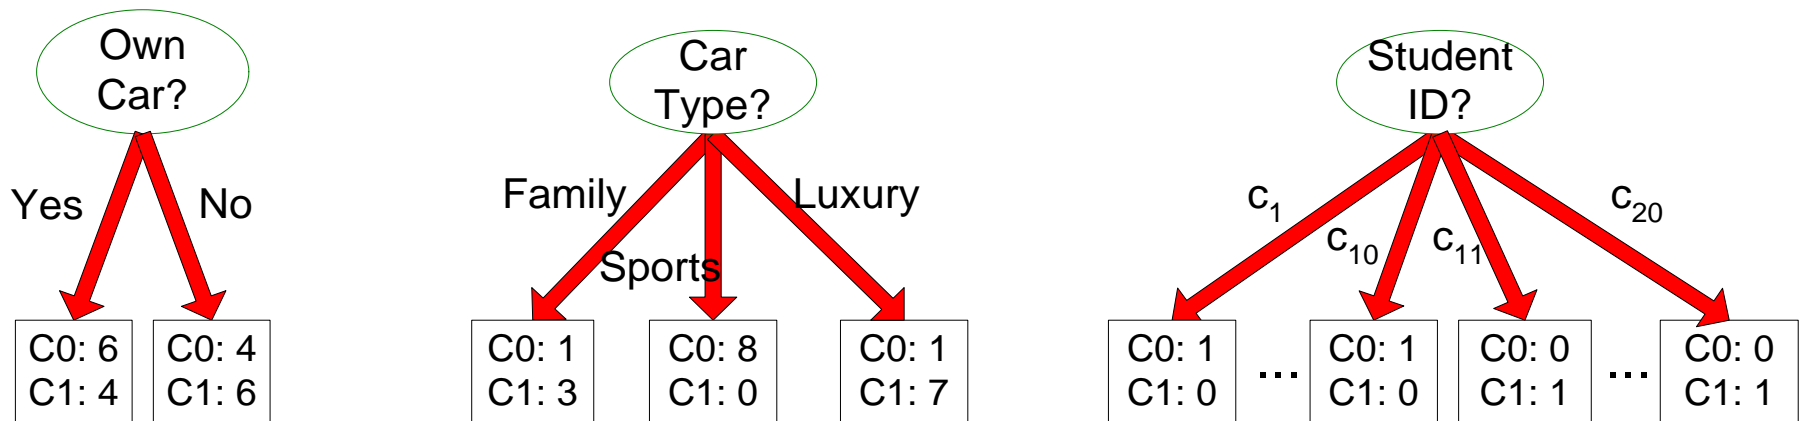 Own
Car?
Yes
No
C0: 6
C1: 4
C0: 4
C1: 6
Car
Type?
Family
Sports
Luxury
C0: 1
C1: 3
C0: 8
C1: 0
C0: 1
C1: 7
Student
ID?
c1
c10
c11
c20
C0: 1
C1: 0
...
C0: 1
C1: 0
C0: 0
C1: 1
...
C0: 0
C1: 1